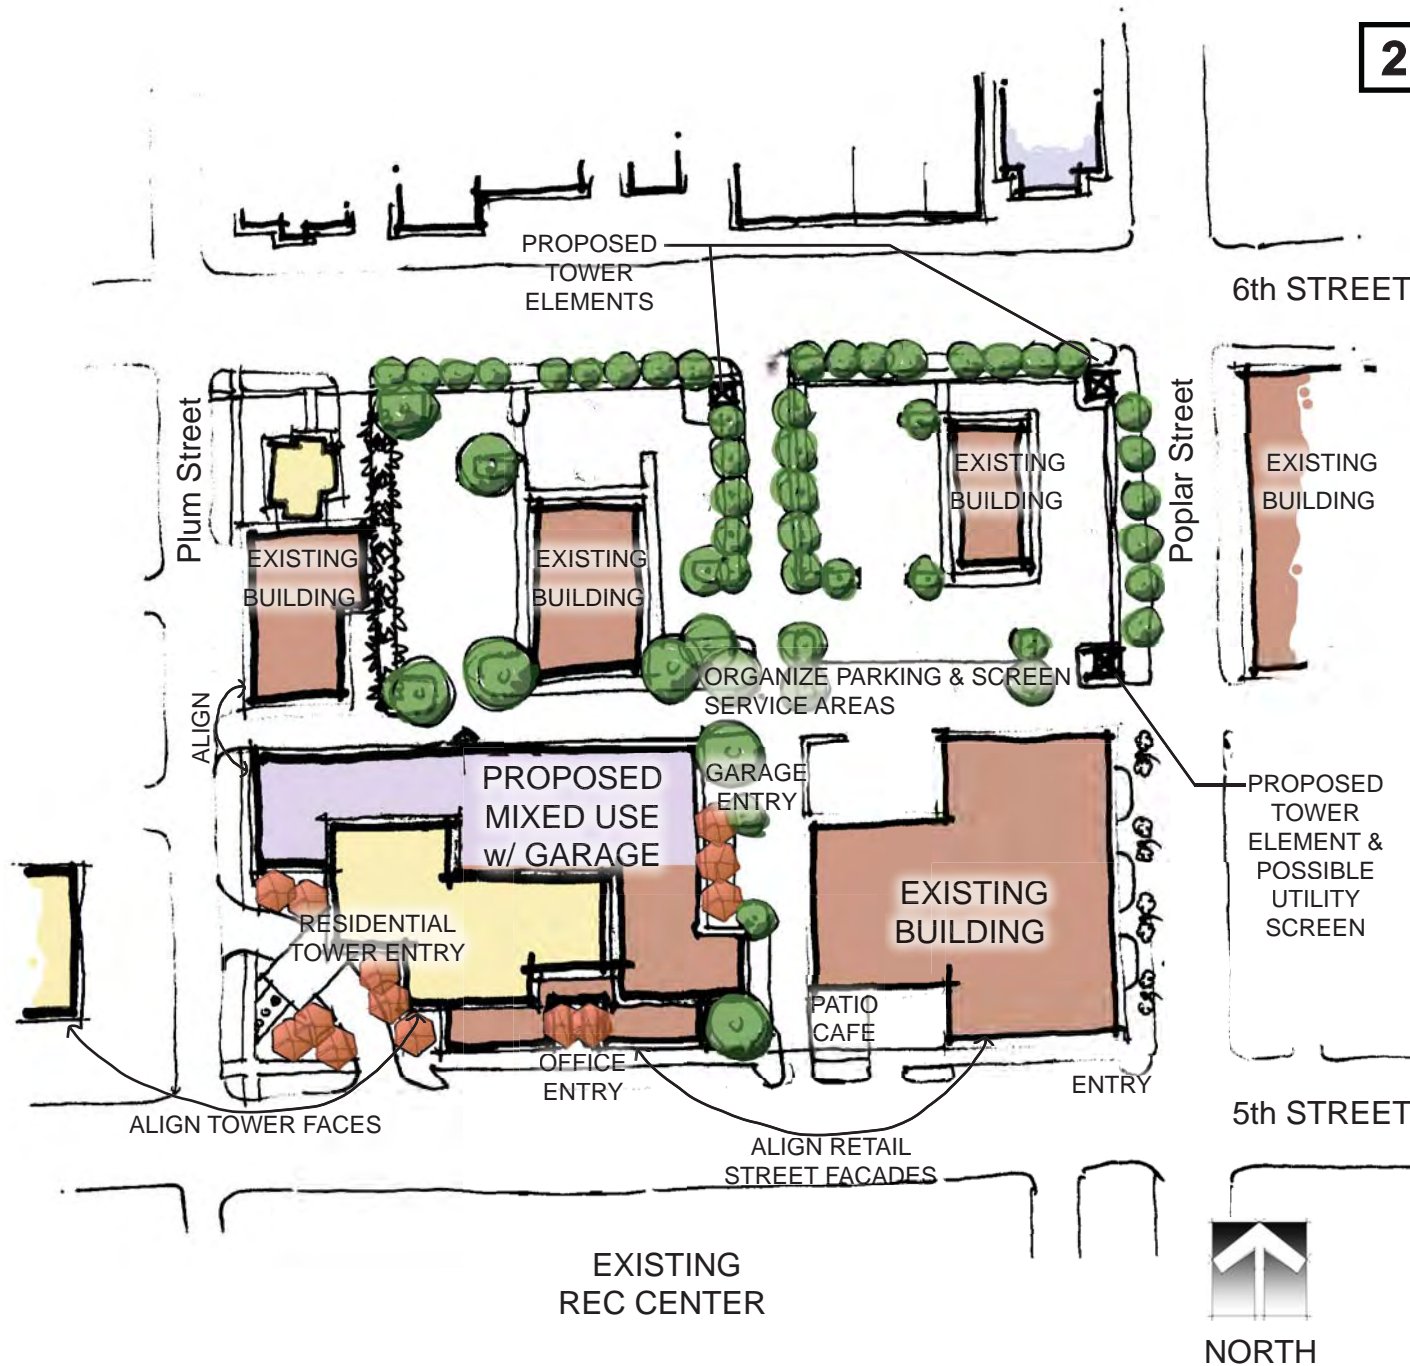 2
PROPOSED
TOWER
ELEMENTS
6th STREET
Plum Street
Poplar Street
EXISTING
BUILDING
EXISTING
BUILDING
EXISTING
BUILDING
EXISTING
BUILDING
ALIGN
ORGANIZE PARKING & SCREEN
SERVICE AREAS
PROPOSED
MIXED USE
w/ GARAGE
GARAGE
ENTRY
PROPOSED
TOWER
ELEMENT &
POSSIBLE
UTILITY
SCREEN
EXISTING
BUILDING
RESIDENTIAL
TOWER ENTRY
PATIO
CAFE
OFFICE
ENTRY
ENTRY
ALIGN TOWER FACES
5th STREET
ALIGN RETAIL
STREET FACADES
EXISTING
REC CENTER
NORTH